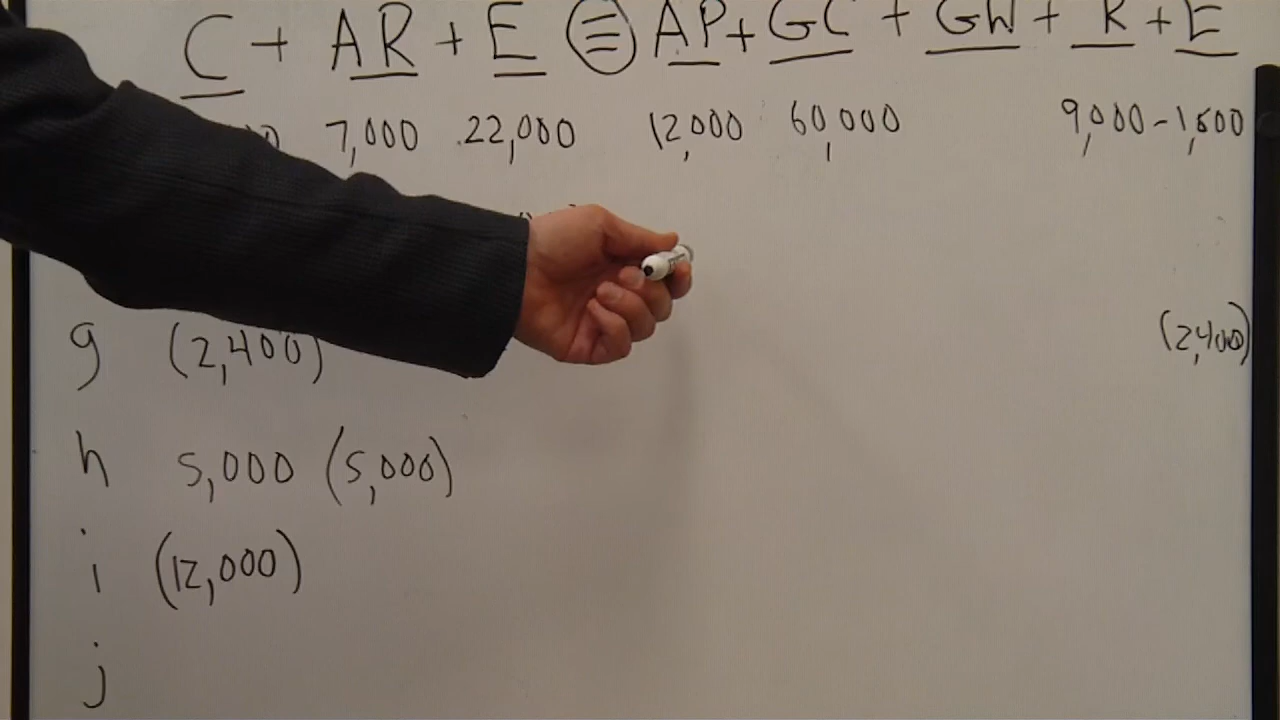 C + AR + E = AP + GC + GW + R + E
7,000 22,000 12,000 60,000 9,000 - 1,800
g (2,400) (2,400)
h 5,000 (5,000)
i (12,000)
j